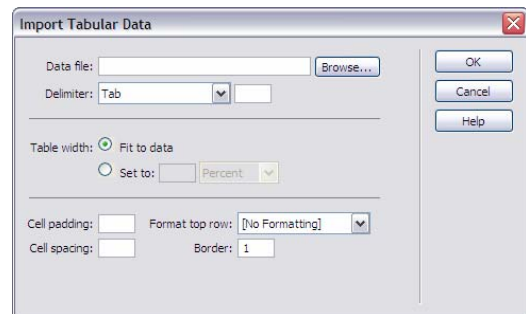 Import Tabular Data
Data file: Browse...
Delimiter: Tab
Table width: Fit to data
Set to: Percent
Cell padding: Format top row: [No Formatting]
Cell spacing: Border: 1
OK
Cancel
Help